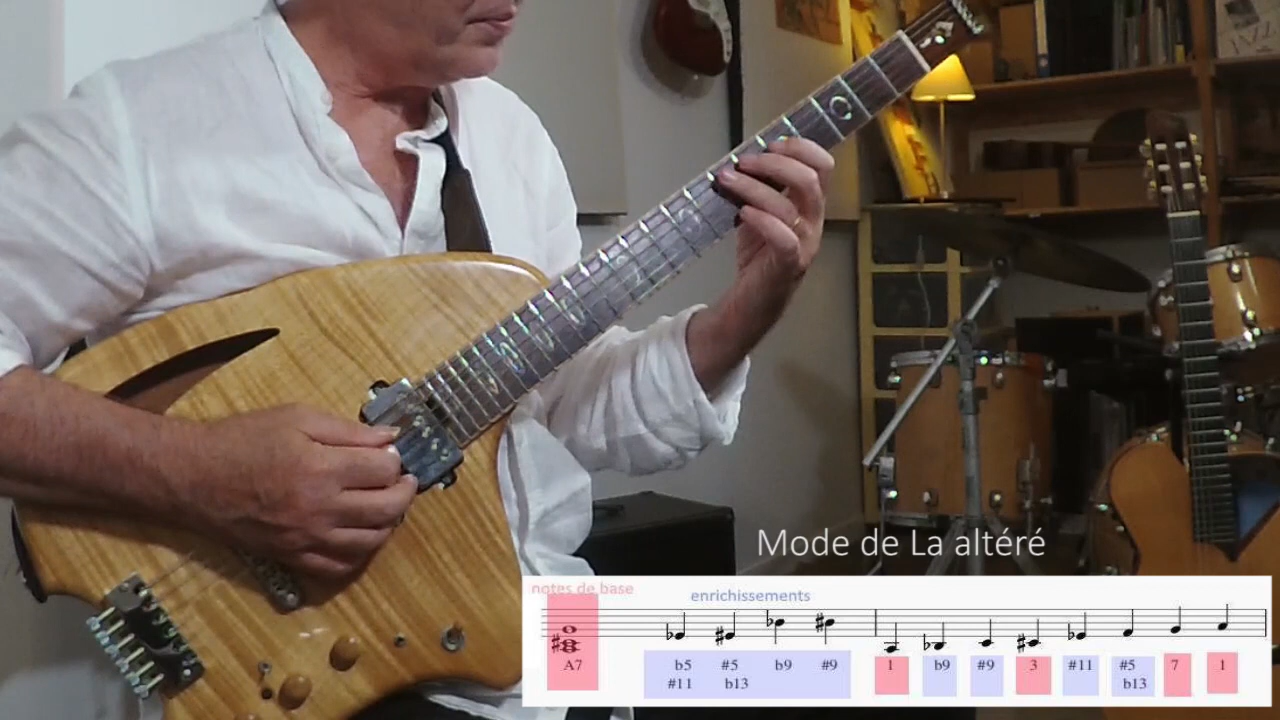 Mode de La altéré
notes de base
enrichissements
A7 b5 #5 b9 #9 1 b9 #9 3 #11 #5 7 1
#11 b13 b13
JAZZ